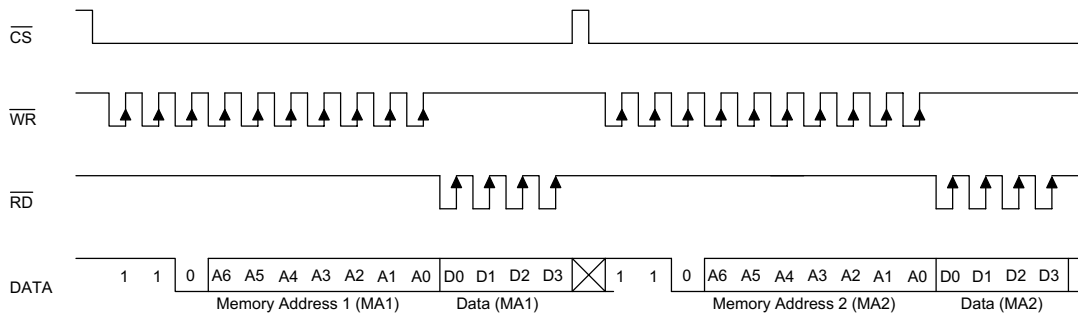 CS
WR
RD
DATA 1 1 0 A6 A5 A4 A3 A2 A1 A0 D0 D1 D2 D3 1 1 0 A6 A5 A4 A3 A2 A1 A0 D0 D1 D2 D3
Memory Address 1 (MA1) Data (MA1) Memory Address 2 (MA2) Data (MA2)